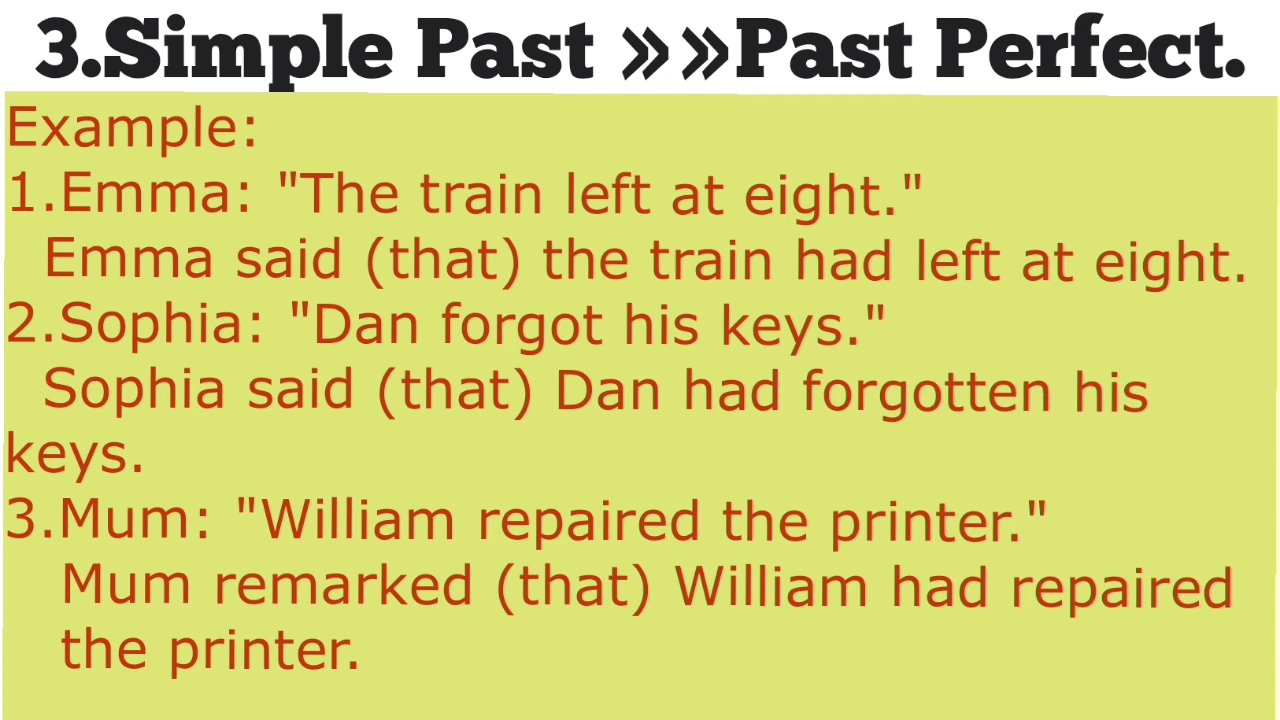 3.Simple Past »»Past Perfect.
Example:
1.Emma: "The train left at eight."
Emma said (that) the train had left at eight.
2.Sophia: "Dan forgot his keys."
Sophia said (that) Dan had forgotten his
keys.
3.Mum: "William repaired the printer."
Mum remarked (that) William had repaired
the printer.